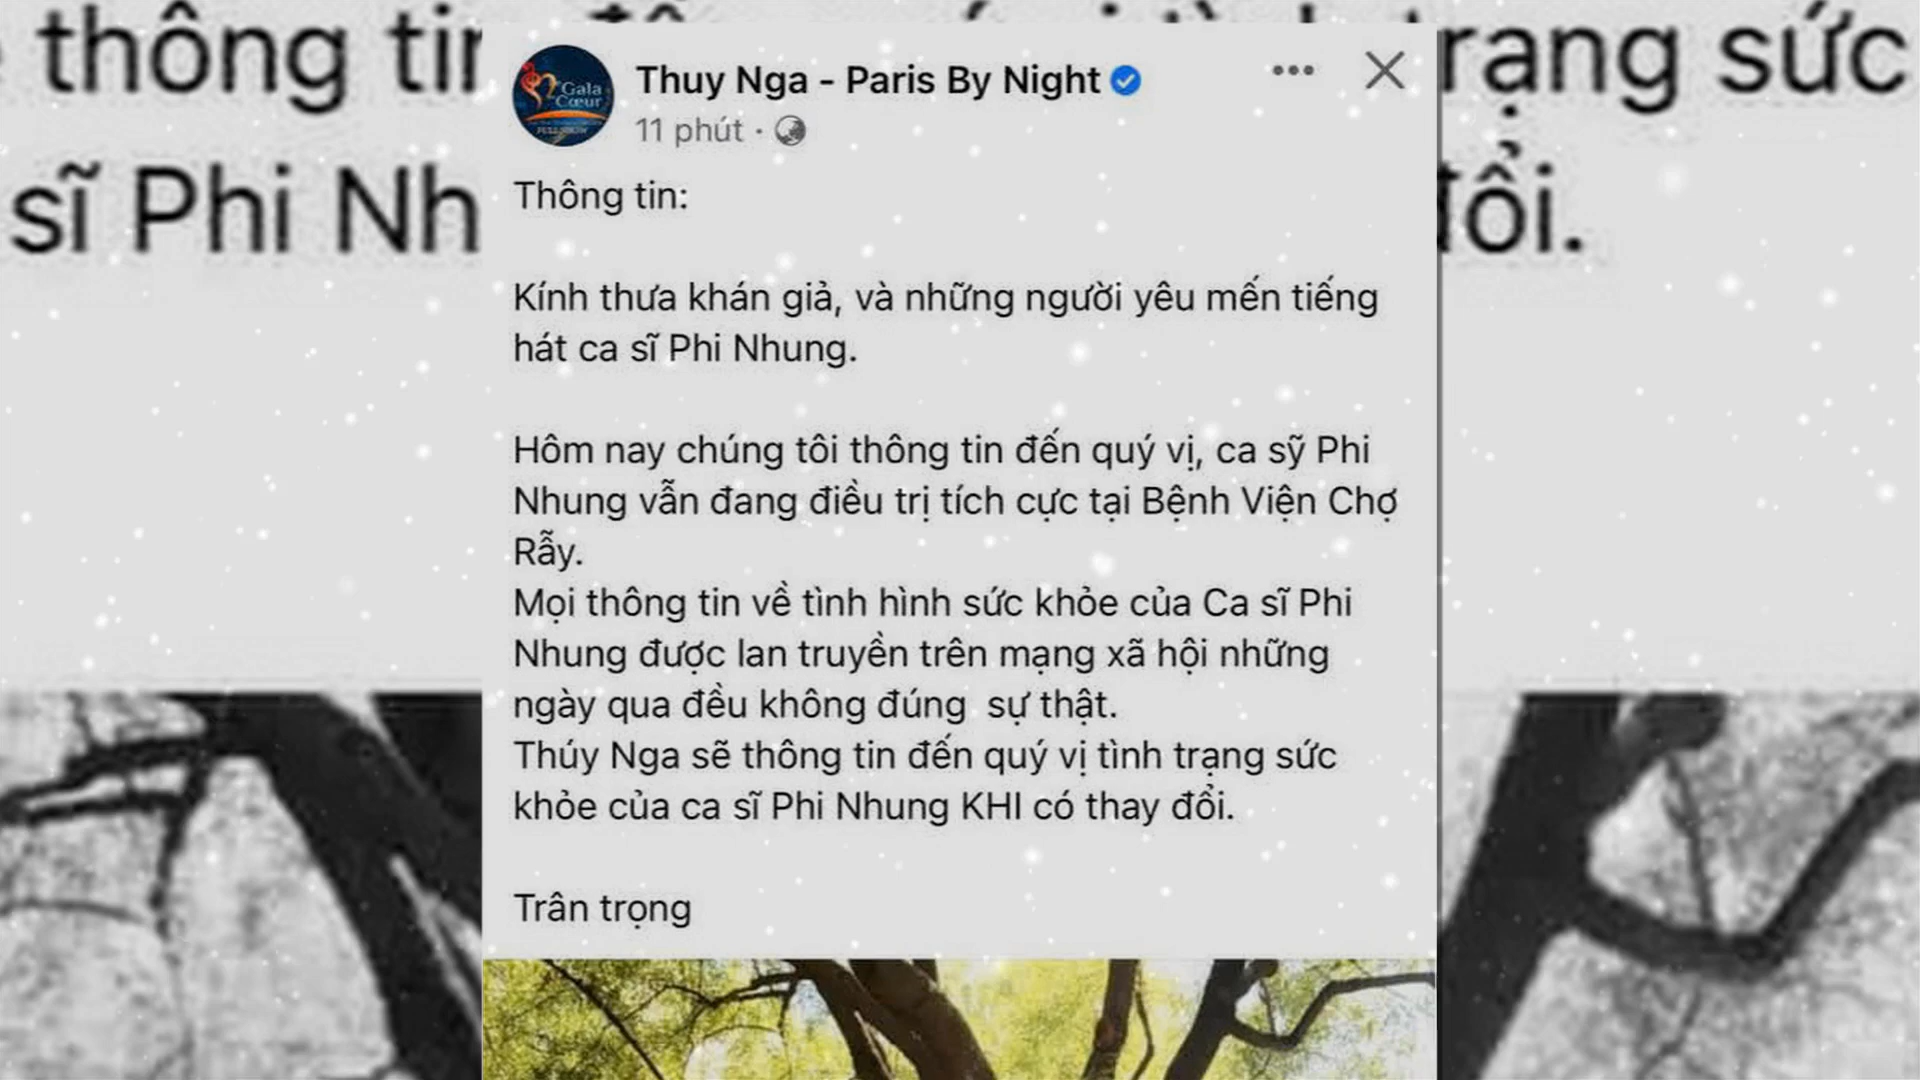 thông tin
rạng sức
sĩ Phi Nh
đổi.
Gala
Cœur
Thuy Nga - Paris By Night
11 phút
Thông tin:
Kính thưa khán giả, và những người yêu mến tiếng
hát ca sĩ Phi Nhung.
Hôm nay chúng tôi thông tin đến quý vị, ca sỹ Phi
Nhung vẫn đang điều trị tích cực tại Bệnh Viện Chợ
Rẫy.
Mọi thông tin về tình hình sức khỏe của Ca sĩ Phi
Nhung được lan truyền trên mạng xã hội những
ngày qua đều không đúng  sự thật.
Thúy Nga sẽ thông tin đến quý vị tình trạng sức
khỏe của ca sĩ Phi Nhung KHI có thay đổi.
Trân trọng